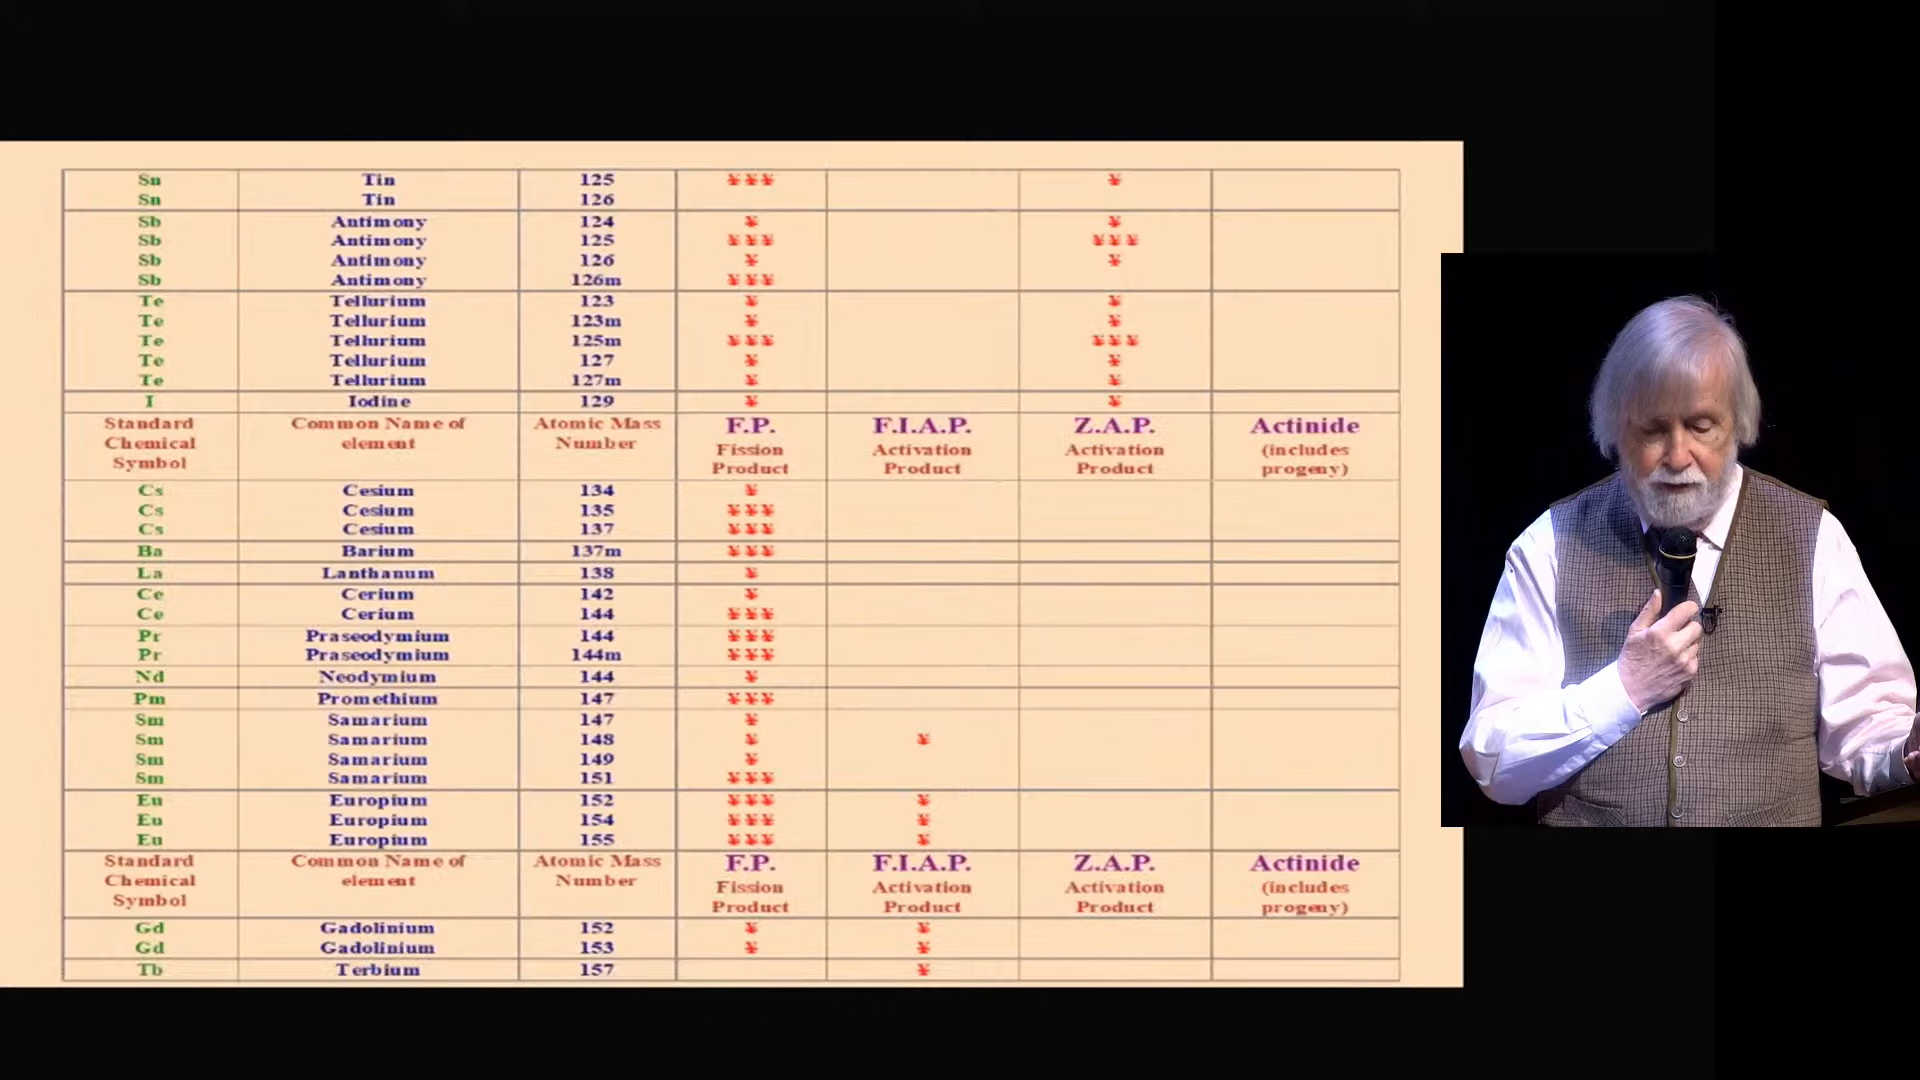 Sn Tin 125 ¥¥¥ ¥
Sn Tin 126
Sb Antimony 124 ¥ ¥
Sb Antimony 125 ¥¥¥ ¥¥¥
Sb Antimony 126 ¥ ¥
Sb Antimony 126m ¥¥¥
Te Tellurium 123 ¥ ¥
Te Tellurium 123m ¥ ¥
Te Tellurium 125m ¥¥¥ ¥¥¥
Te Tellurium 127 ¥ ¥
Te Tellurium 127m ¥ ¥
I Iodine 129 ¥ ¥
Standard Common Name of Atomic Mass F.P. F.I.A.P. Z.A.P. Actinide
Chemical element Number Fission Activation Activation (includes
Symbol Product Product Product progeny)
Cs Cesium 134 ¥
Cs Cesium 135 ¥¥¥
Cs Cesium 137 ¥¥¥
Ba Barium 137m ¥¥¥
La Lanthanum 138 ¥
Ce Cerium 142 ¥
Ce Cerium 144 ¥¥¥
Pr Praseodymium 144 ¥¥¥
Pr Praseodymium 144m ¥¥¥
Nd Neodymium 144 ¥
Pm Promethium 147 ¥¥¥
Sm Samarium 147 ¥
Sm Samarium 148 ¥ ¥
Sm Samarium 149 ¥
Sm Samarium 151 ¥¥¥
Eu Europium 152 ¥¥¥ ¥
Eu Europium 154 ¥¥¥ ¥
Eu Europium 155 ¥¥¥ ¥
Standard Common Name of Atomic Mass F.P. F.I.A.P. Z.A.P. Actinide
Chemical element Number Fission Activation Activation (includes
Symbol Product Product Product progeny)
Gd Gadolinium 152 ¥ ¥
Gd Gadolinium 153 ¥ ¥
Tb Terbium 157 ¥